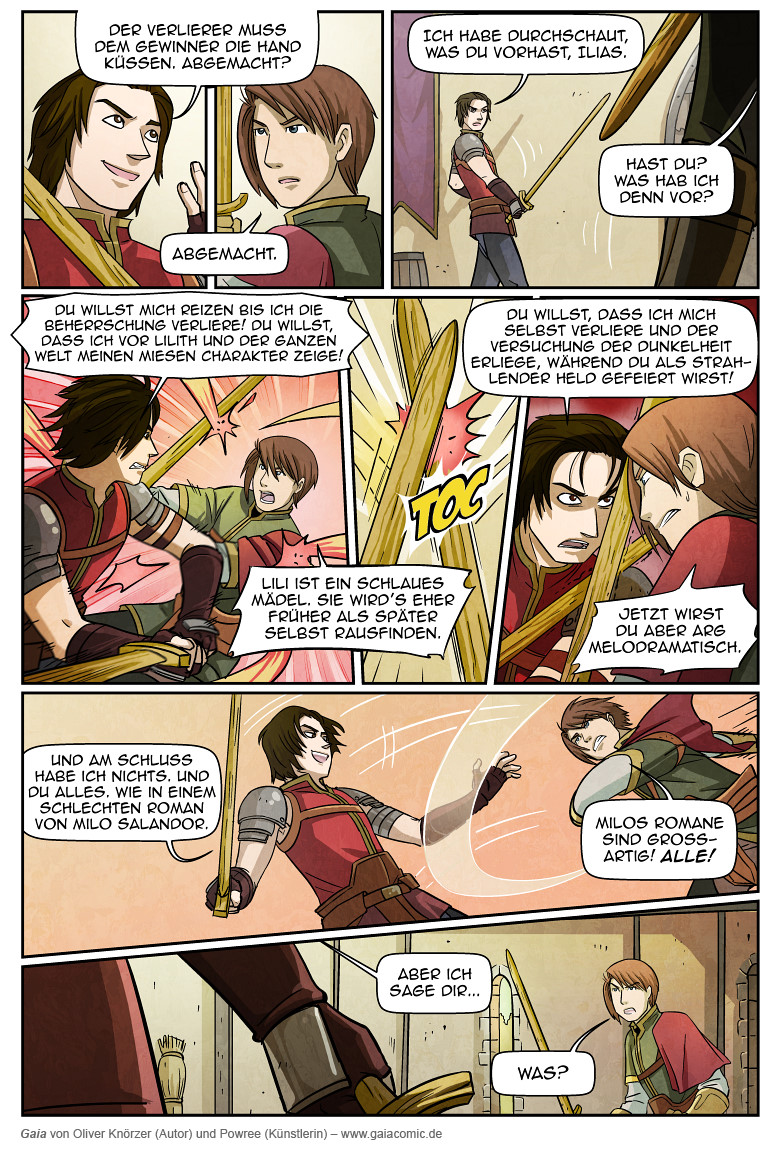 DER VERLIERER MUSS
DEM GEWINNER DIE HAND
KÜSSEN. ABGEMACHT?
ABGEMACHT.
ICH HABE DURCHSCHAUT,
WAS DU VORHAST, ILIAS.
HAST DU?
WAS HAB ICH
DENN VOR?
DU WILLST MICH REIZEN BIS ICH DIE
BEHERRSCHUNG VERLIERE! DU WILLST,
DASS ICH VOR LILITH UND DER GANZEN
WELT MEINEN MIESEN CHARAKTER ZEIGE!
LILI IST EIN SCHLAUES
MÄDEL. SIE WIRD'S EHER
FRÜHER ALS SPÄTER
SELBST RAUSFINDEN.
TOC
DU WILLST, DASS ICH MICH
SELBST VERLIERE UND DER
VERSUCHUNG DER DUNKELHEIT
ERLIEGE, WÄHREND DU ALS STRAH-
LENDER HELD GEFEIERT WIRST!
JETZT WIRST
DU ABER ARG
MELODRAMATISCH.
UND AM SCHLUSS
HABE ICH NICHTS. UND
DU ALLES. WIE IN EINEM
SCHLECHTEN ROMAN
VON MILO SALANDOR.
MILOS ROMANE
SIND GROSS-
ARTIG! ALLE!
ABER ICH
SAGE DIR...
WAS?
Gaia von Oliver Knörzer (Autor) und Powree (Künstlerin) – www.gaiacomic.de